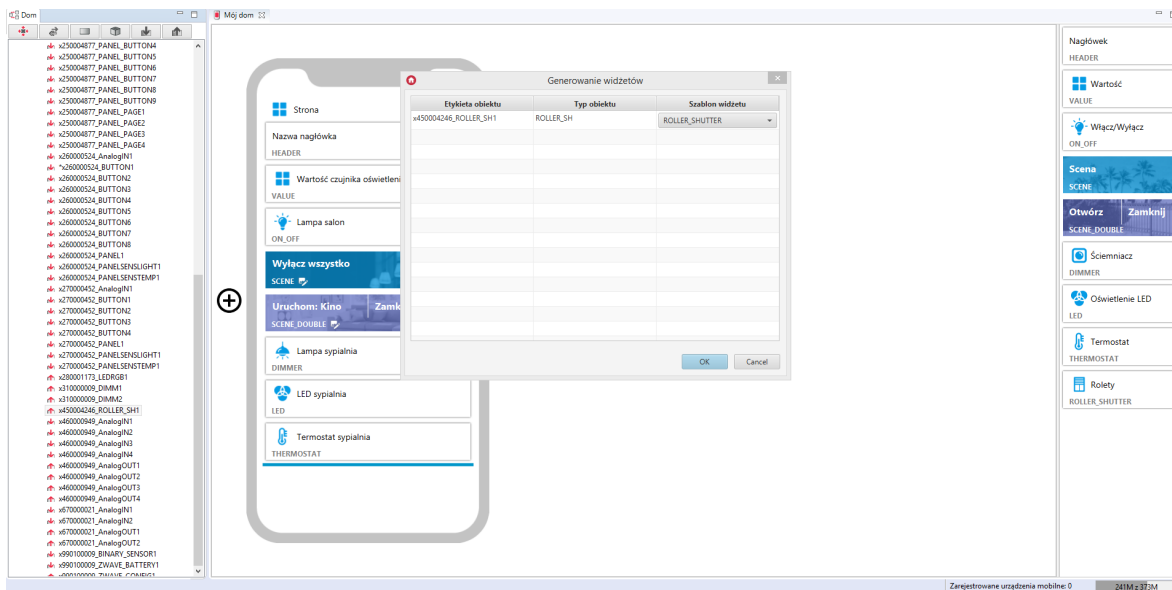 Dom
x250004877_PANEL_BUTTON4
x250004877_PANEL_BUTTON5
x250004877_PANEL_BUTTON6
x250004877_PANEL_BUTTON7
x250004877_PANEL_BUTTON8
x250004877_PANEL_BUTTON9
x250004877_PANEL_PAGE1
x250004877_PANEL_PAGE2
x250004877_PANEL_PAGE3
x250004877_PANEL_PAGE4
x260000524_AnalogIN1
^x260000524_BUTTON1
x260000524_BUTTON2
x260000524_BUTTON3
x260000524_BUTTON4
x260000524_BUTTON5
x260000524_BUTTON6
x260000524_BUTTON7
x260000524_BUTTON8
x260000524_PANEL1
x260000524_PANELSENSLIGHT1
x260000524_PANELSENSTEMP1
x270000452_AnalogIN1
x270000452_BUTTON1
x270000452_BUTTON2
x270000452_BUTTON3
x270000452_BUTTON4
x270000452_PANEL1
x270000452_PANELSENSLIGHT1
x270000452_PANELSENSTEMP1
x280001173_LEDRGB1
x310000009_DIMM1
x310000009_DIMM2
x450004246_ROLLER_SH1
x460000949_AnalogIN1
x460000949_AnalogIN2
x460000949_AnalogIN3
x460000949_AnalogIN4
x460000949_AnalogOUT1
x460000949_AnalogOUT2
x460000949_AnalogOUT3
x460000949_AnalogOUT4
x670000021_AnalogIN1
x670000021_AnalogIN2
x670000021_AnalogOUT1
x670000021_AnalogOUT2
x990100009_BINARY_SENSOR1
x990100009_ZWAVE_BATTERY1
x990100009_ZWAVE_CONFIG1
Mój dom
Strona
Nazwa nagłówka
HEADER
Wartość czujnika oświetleni
VALUE
Lampa salon
ON_OFF
Wyłącz wszystko
SCENE
Uruchom: Kino Zamk
SCENE_DOUBLE
Lampa sypialnia
DIMMER
LED sypialnia
LED
Termostat sypialnia
THERMOSTAT
Generowanie widżetów
Etykieta obiektu Typ obiektu Szablon widżetu
x450004246_ROLLER_SH1 ROLLER_SH ROLLER_SHUTTER
OK Cancel
Nagłówek
HEADER
Wartość
VALUE
Włącz/Wyłącz
ON_OFF
Scena
SCENE
Otwórz Zamknij
SCENE_DOUBLE
Ściemniacz
DIMMER
Oświetlenie LED
LED
Termostat
THERMOSTAT
Rolety
ROLLER_SHUTTER
Zarejestrowane urządzenia mobilne: 0 241M z 373M